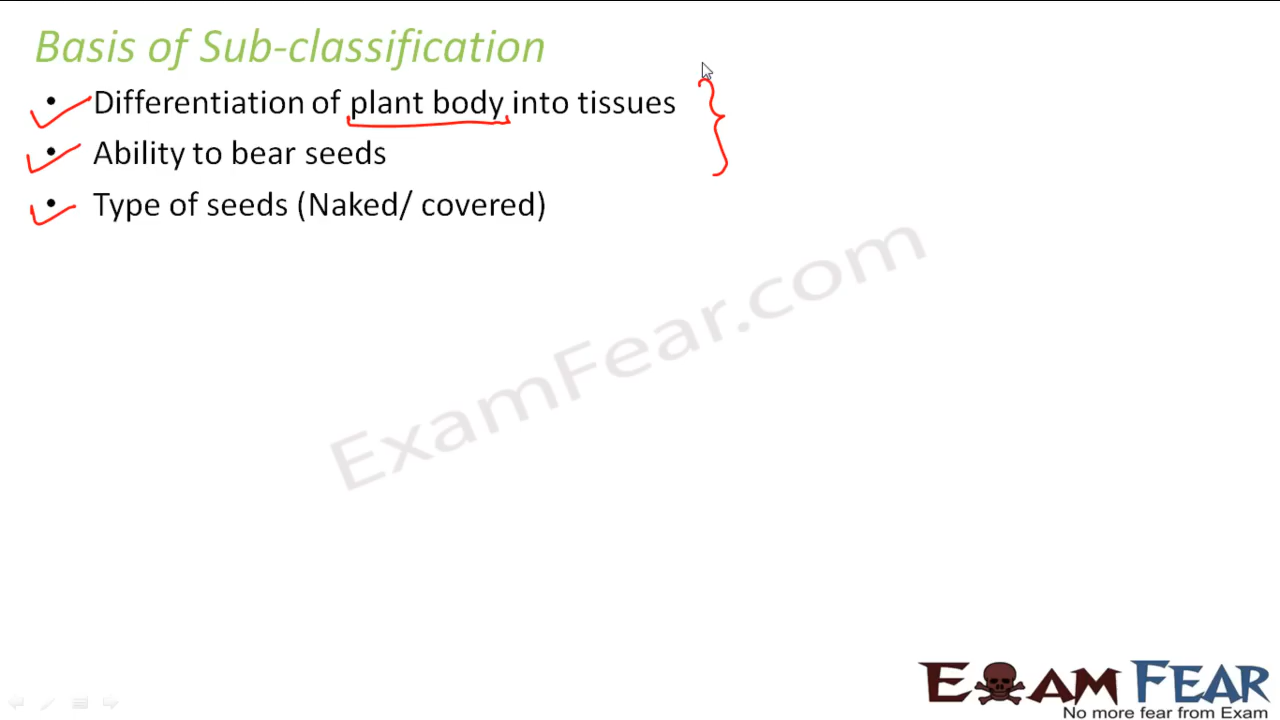 Basis of Sub-classification
• Differentiation of plant body into tissues
• Ability to bear seeds
• Type of seeds (Naked/ covered)
ExamFear.com
EXAM FEAR
No more fear from Exam